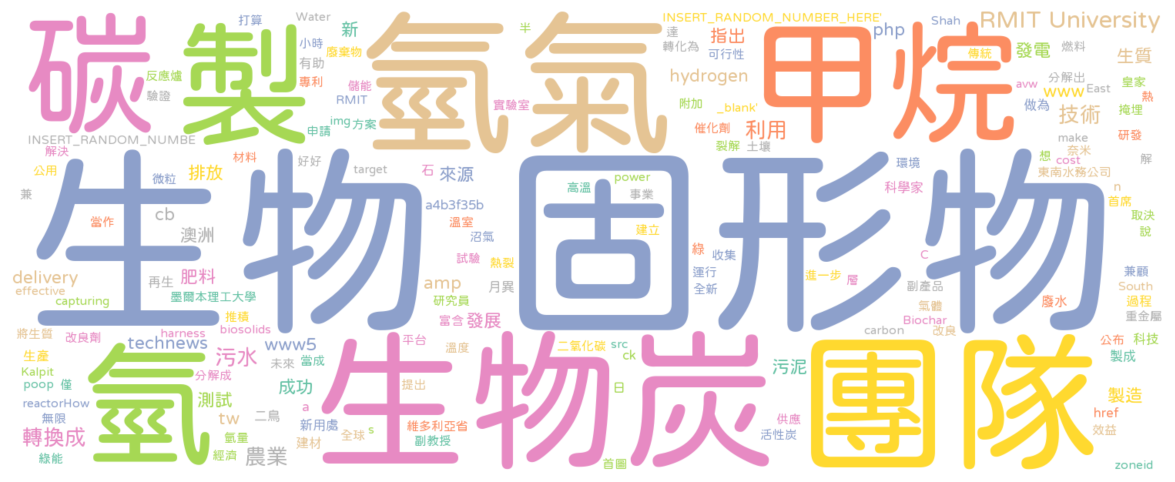 碳 製 氫氣 甲烷
生物固形物
氫 生物炭 團隊
打算 Water 半 INSERT_RANDOM_NUMBER_HERE' Shah RMIT University
新 達 指出 php
小時 廢棄物 轉化為 可行性 傳統 發電 燃料
有助 生質
反應爐 專利 儲能 hydrogen 分解出 皇家
驗證 RMIT 實驗室 附加 _blank' www avw East 熱
申請 img 方案 催化劑 利用 做為 技術 掩埋
INSERT_RANDOM_NUMBE 裂解 土壤 make 研發
解決 材料 好好 奈米
公用 排放 微粒 target 石 來源 想 cost 環境 解
高溫 power 科學家 東南水務公司
兼 事業 n 首席
當作 cb a4b3f35b 溫室 取決
澳洲 沼氣 建立 綠 說
delivery 再生 肥料 試驗 熱裂 收集 C 兼顧
effective amp 運行 進一步 層
capturing 墨爾本理工大學 研究員 月異 全新 副產品 South
推積 富含 發展 氣體 廢水 過程
將生質 改良劑 harness biosolids Biochar 重金屬
technews www5 平台 carbon 改良
生產 污水 未來 溫度 二氧化碳 src 公布 科技
Kalpit 當成 ck 污泥 製成
poop 僅 分解成 成功 提出 日
reactorHow 測試 二鳥 製造
無限 tw a 新用處 維多利亞省 供應 href
轉換成 氫量 建材 全球 s 副教授 活性炭 效益
綠能 經濟 農業 首圖 zoneid